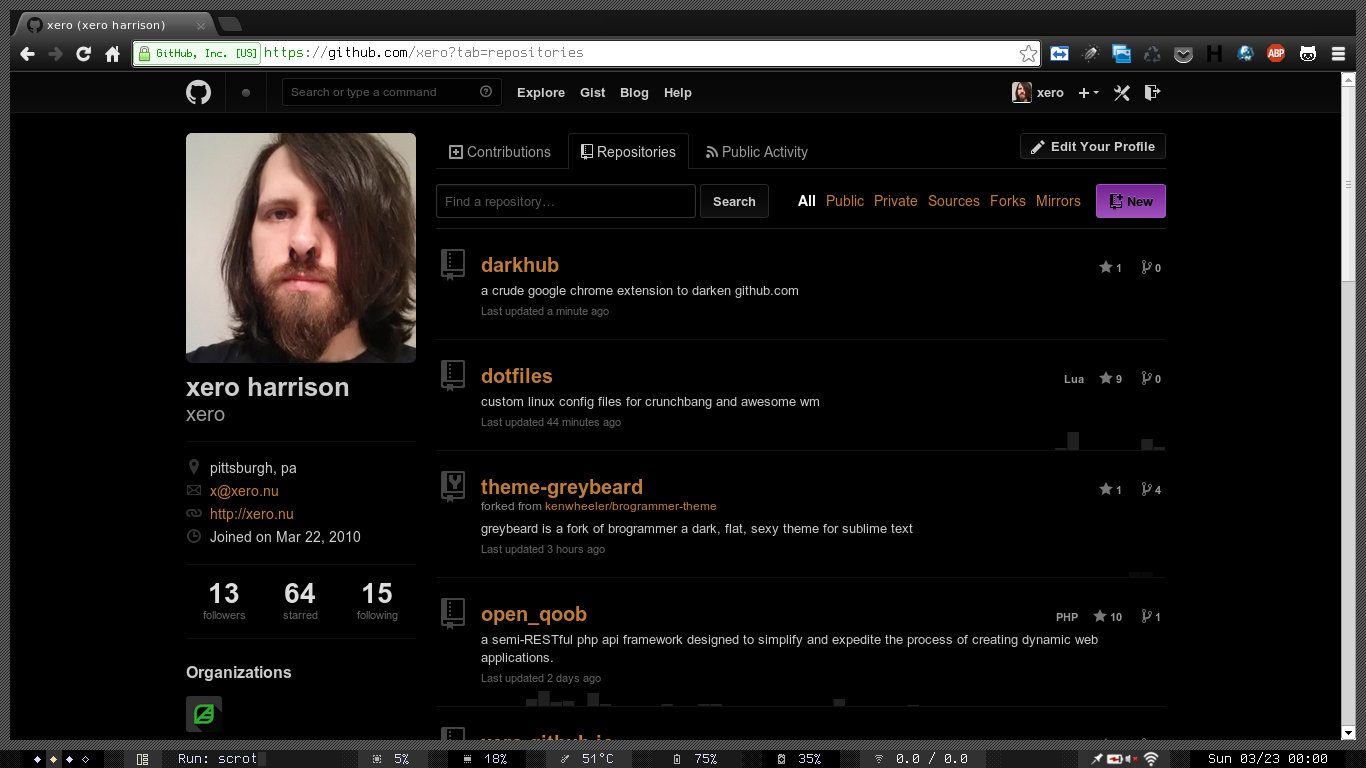 xero (xero harrison)
GitHub, Inc. [US] https://github.com/xero?tab=repositories
Search or type a command
Explore Gist Blog Help
xero
Contributions Repositories Public Activity
Edit Your Profile
Find a repository…
Search
All Public Private Sources Forks Mirrors
New
xero harrison
xero
pittsburgh, pa
x@xero.nu
http://xero.nu
Joined on Mar 22, 2010
13 64 15
followers starred following
Organizations
darkhub
1 0
a crude google chrome extension to darken github.com
Last updated a minute ago
dotfiles
Lua 9 0
custom linux config files for crunchbang and awesome wm
Last updated 44 minutes ago
theme-greybeard
1 4
forked from kenwheeler/brogrammer-theme
greybeard is a fork of brogrammer a dark, flat, sexy theme for sublime text
Last updated 3 hours ago
open_qoob
PHP 10 1
a semi-RESTful php api framework designed to simplify and expedite the process of creating dynamic web
applications.
Last updated 2 days ago
Run: scrot 5% 18% 51°C 75% 35% 0.0 / 0.0 Sun 03/23 00:00